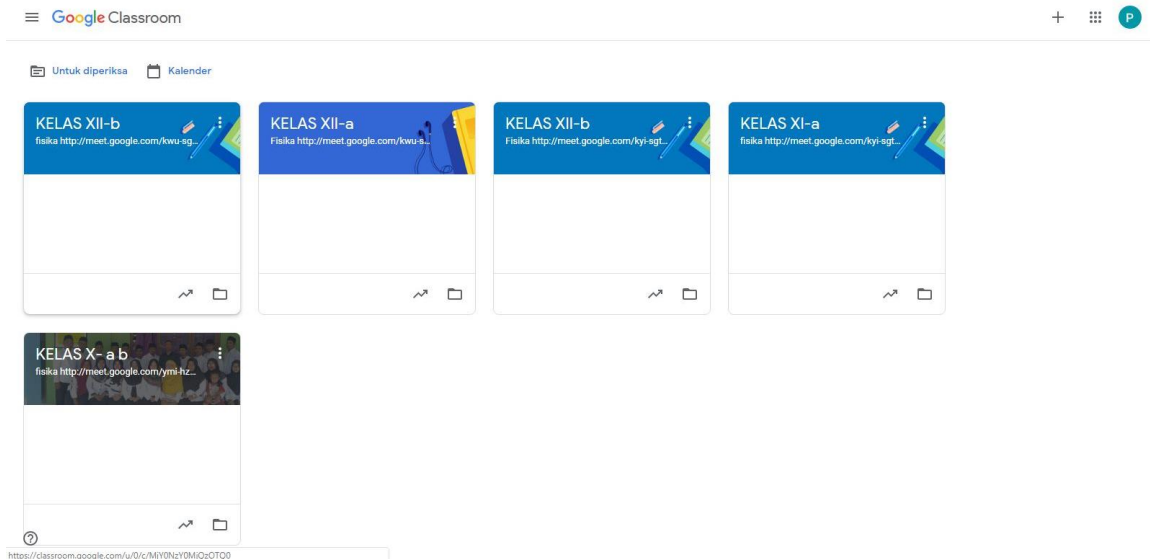 Google Classroom
P
Untuk diperiksa Kalender
KELAS XII-b
fisika http://meet.google.com/kwu-sg...
KELAS XII-a
Fisika http://meet.google.com/kwu-s...
KELAS XII-b
Fisika http://meet.google.com/kyi-sgt...
KELAS XI-a
fisika http://meet.google.com/kyi-sgt...
KELAS X- a b
fisika http://meet.google.com/ymi-hz...
https://classroom.google.com/u/0/c/MjY0NzY0MjQzOTO0